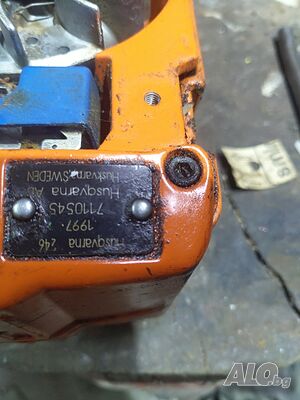 Husqvarna 246
1997
7110545
Husqvarna AB
Huskvarna, SWEDEN
ALO.bg